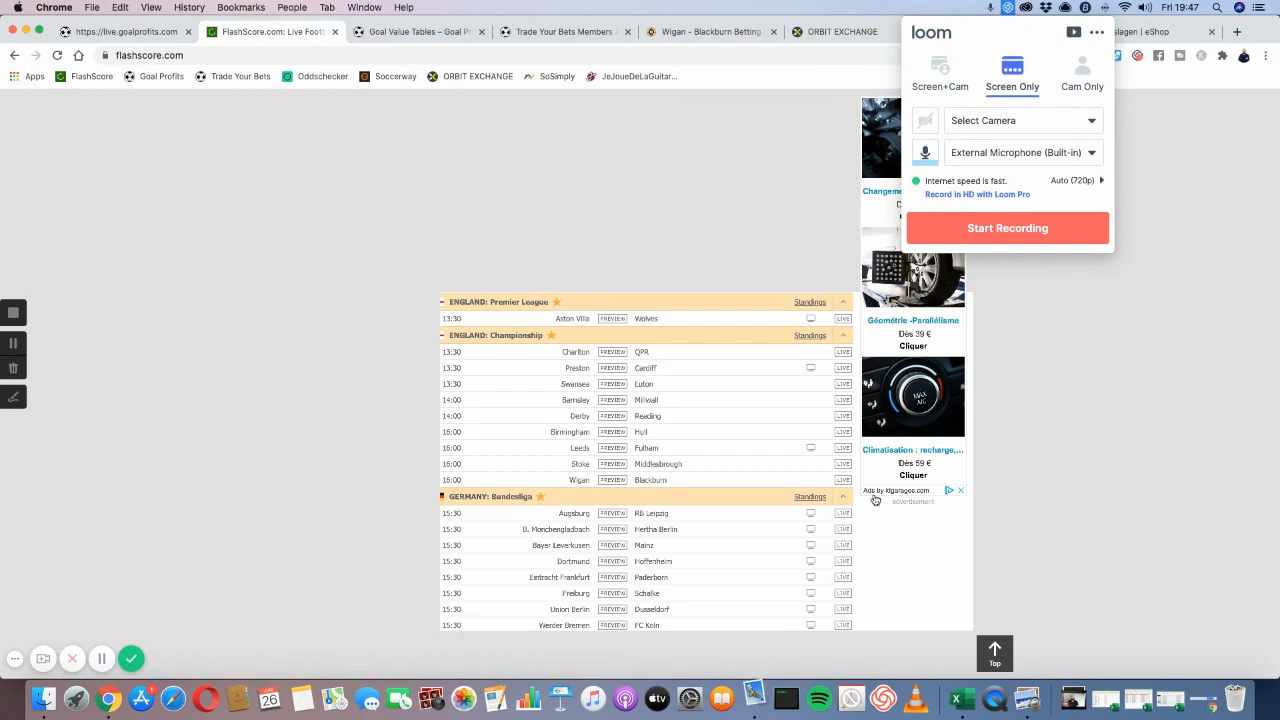 Chrome File Edit View History Bookmarks People Tab Window Help
19:41
https://live.goalprofits.com
FlashScore.com: Live Footb
Goal Value Tables – Goal P
Trade Your Bets Members
Wigan - Blackburn Betting
ORBIT EXCHANGE
slagen | eShop
flashscore.com
Apps FlashScore Goal Profits Trade Your Bets Oddschecker Soccerway ORBIT EXCHANGE SoSimply JeJoueDeLaGuitar...
loom
Screen+Cam Screen Only Cam Only
Select Camera
External Microphone (Built-in)
Internet speed is fast. Auto (720p)
Record in HD with Loom Pro
Start Recording
Changeme
D
ENGLAND: Premier League Standings
13:30 Aston Villa PREVIEW Wolves LIVE
ENGLAND: Championship Standings
13:30 Charlton PREVIEW QPR LIVE
13:30 Preston PREVIEW Cardiff LIVE
13:30 Swansea PREVIEW Luton LIVE
14:00 Barnsley PREVIEW Millwall LIVE
14:00 Derby PREVIEW Reading LIVE
16:00 Birmingham PREVIEW Hull LIVE
16:00 Leeds PREVIEW Fulham LIVE
16:00 Stoke PREVIEW Middlesbrough LIVE
16:00 Wigan PREVIEW Blackburn LIVE
GERMANY: Bundesliga Standings
15:30 Augsburg PREVIEW RB Leipzig LIVE
15:30 B. Monchengladbach PREVIEW Hertha Berlin LIVE
15:30 Bayer Leverkusen PREVIEW Mainz LIVE
15:30 Dortmund PREVIEW Hoffenheim LIVE
15:30 Eintracht Frankfurt PREVIEW Paderborn LIVE
15:30 Freiburg PREVIEW Schalke LIVE
15:30 Union Berlin PREVIEW Dusseldorf LIVE
15:30 Werder Bremen PREVIEW FC Koln LIVE
Géométrie -Parallélisme
Dès 39 €
Cliquer
MAX
A/C
Climatisation : recharge,...
Dès 59 €
Cliquer
Ads by idgarages.com
advertisement
Top
26